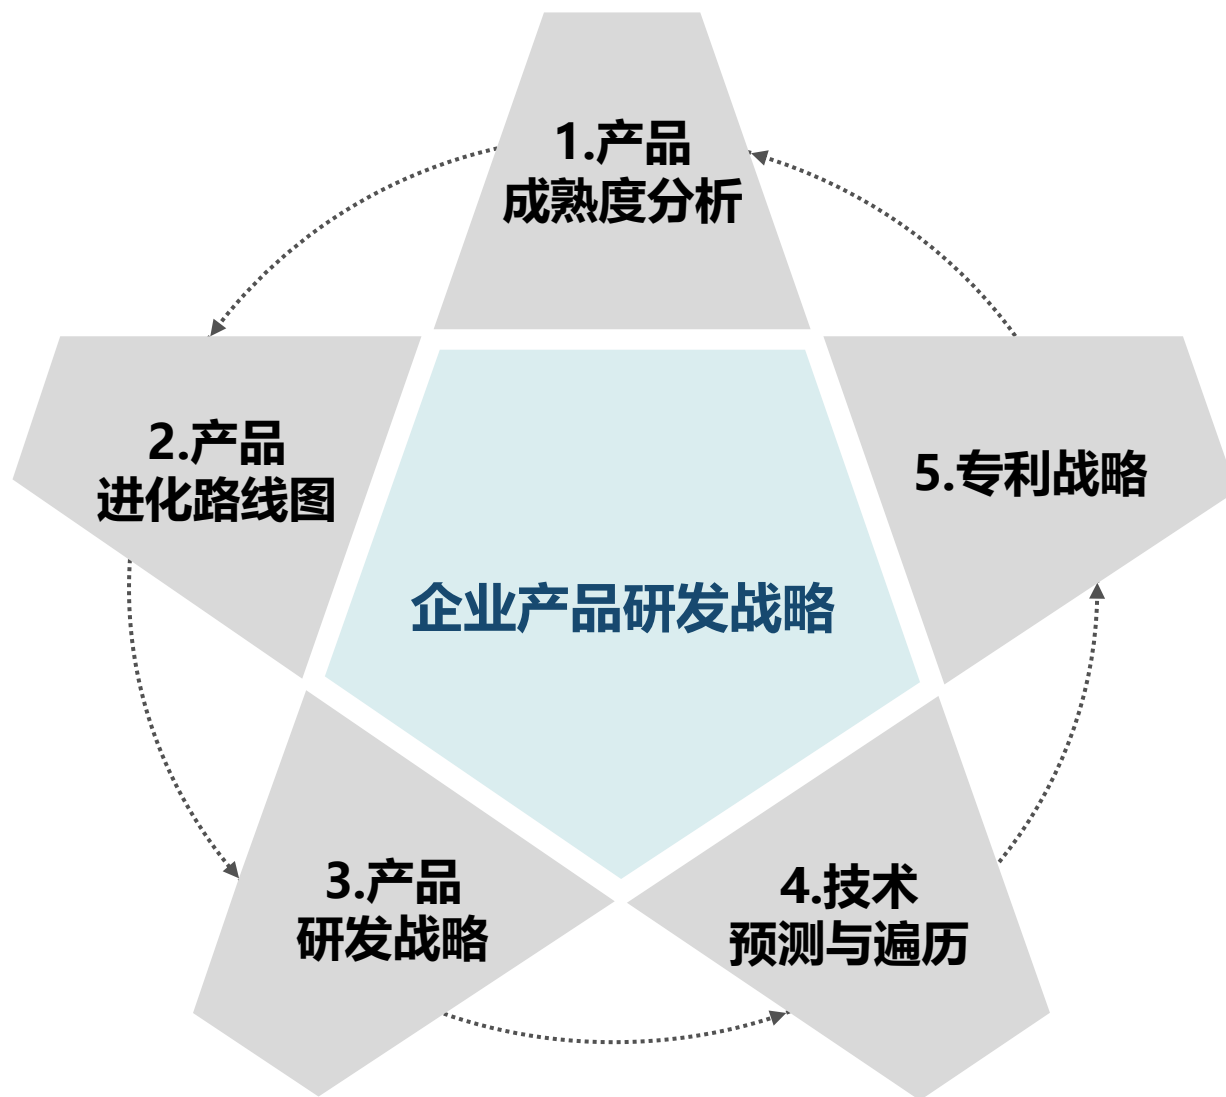 1.产品
成熟度分析
2.产品
进化路线图
5.专利战略
企业产品研发战略
3.产品
研发战略
4.技术
预测与遍历